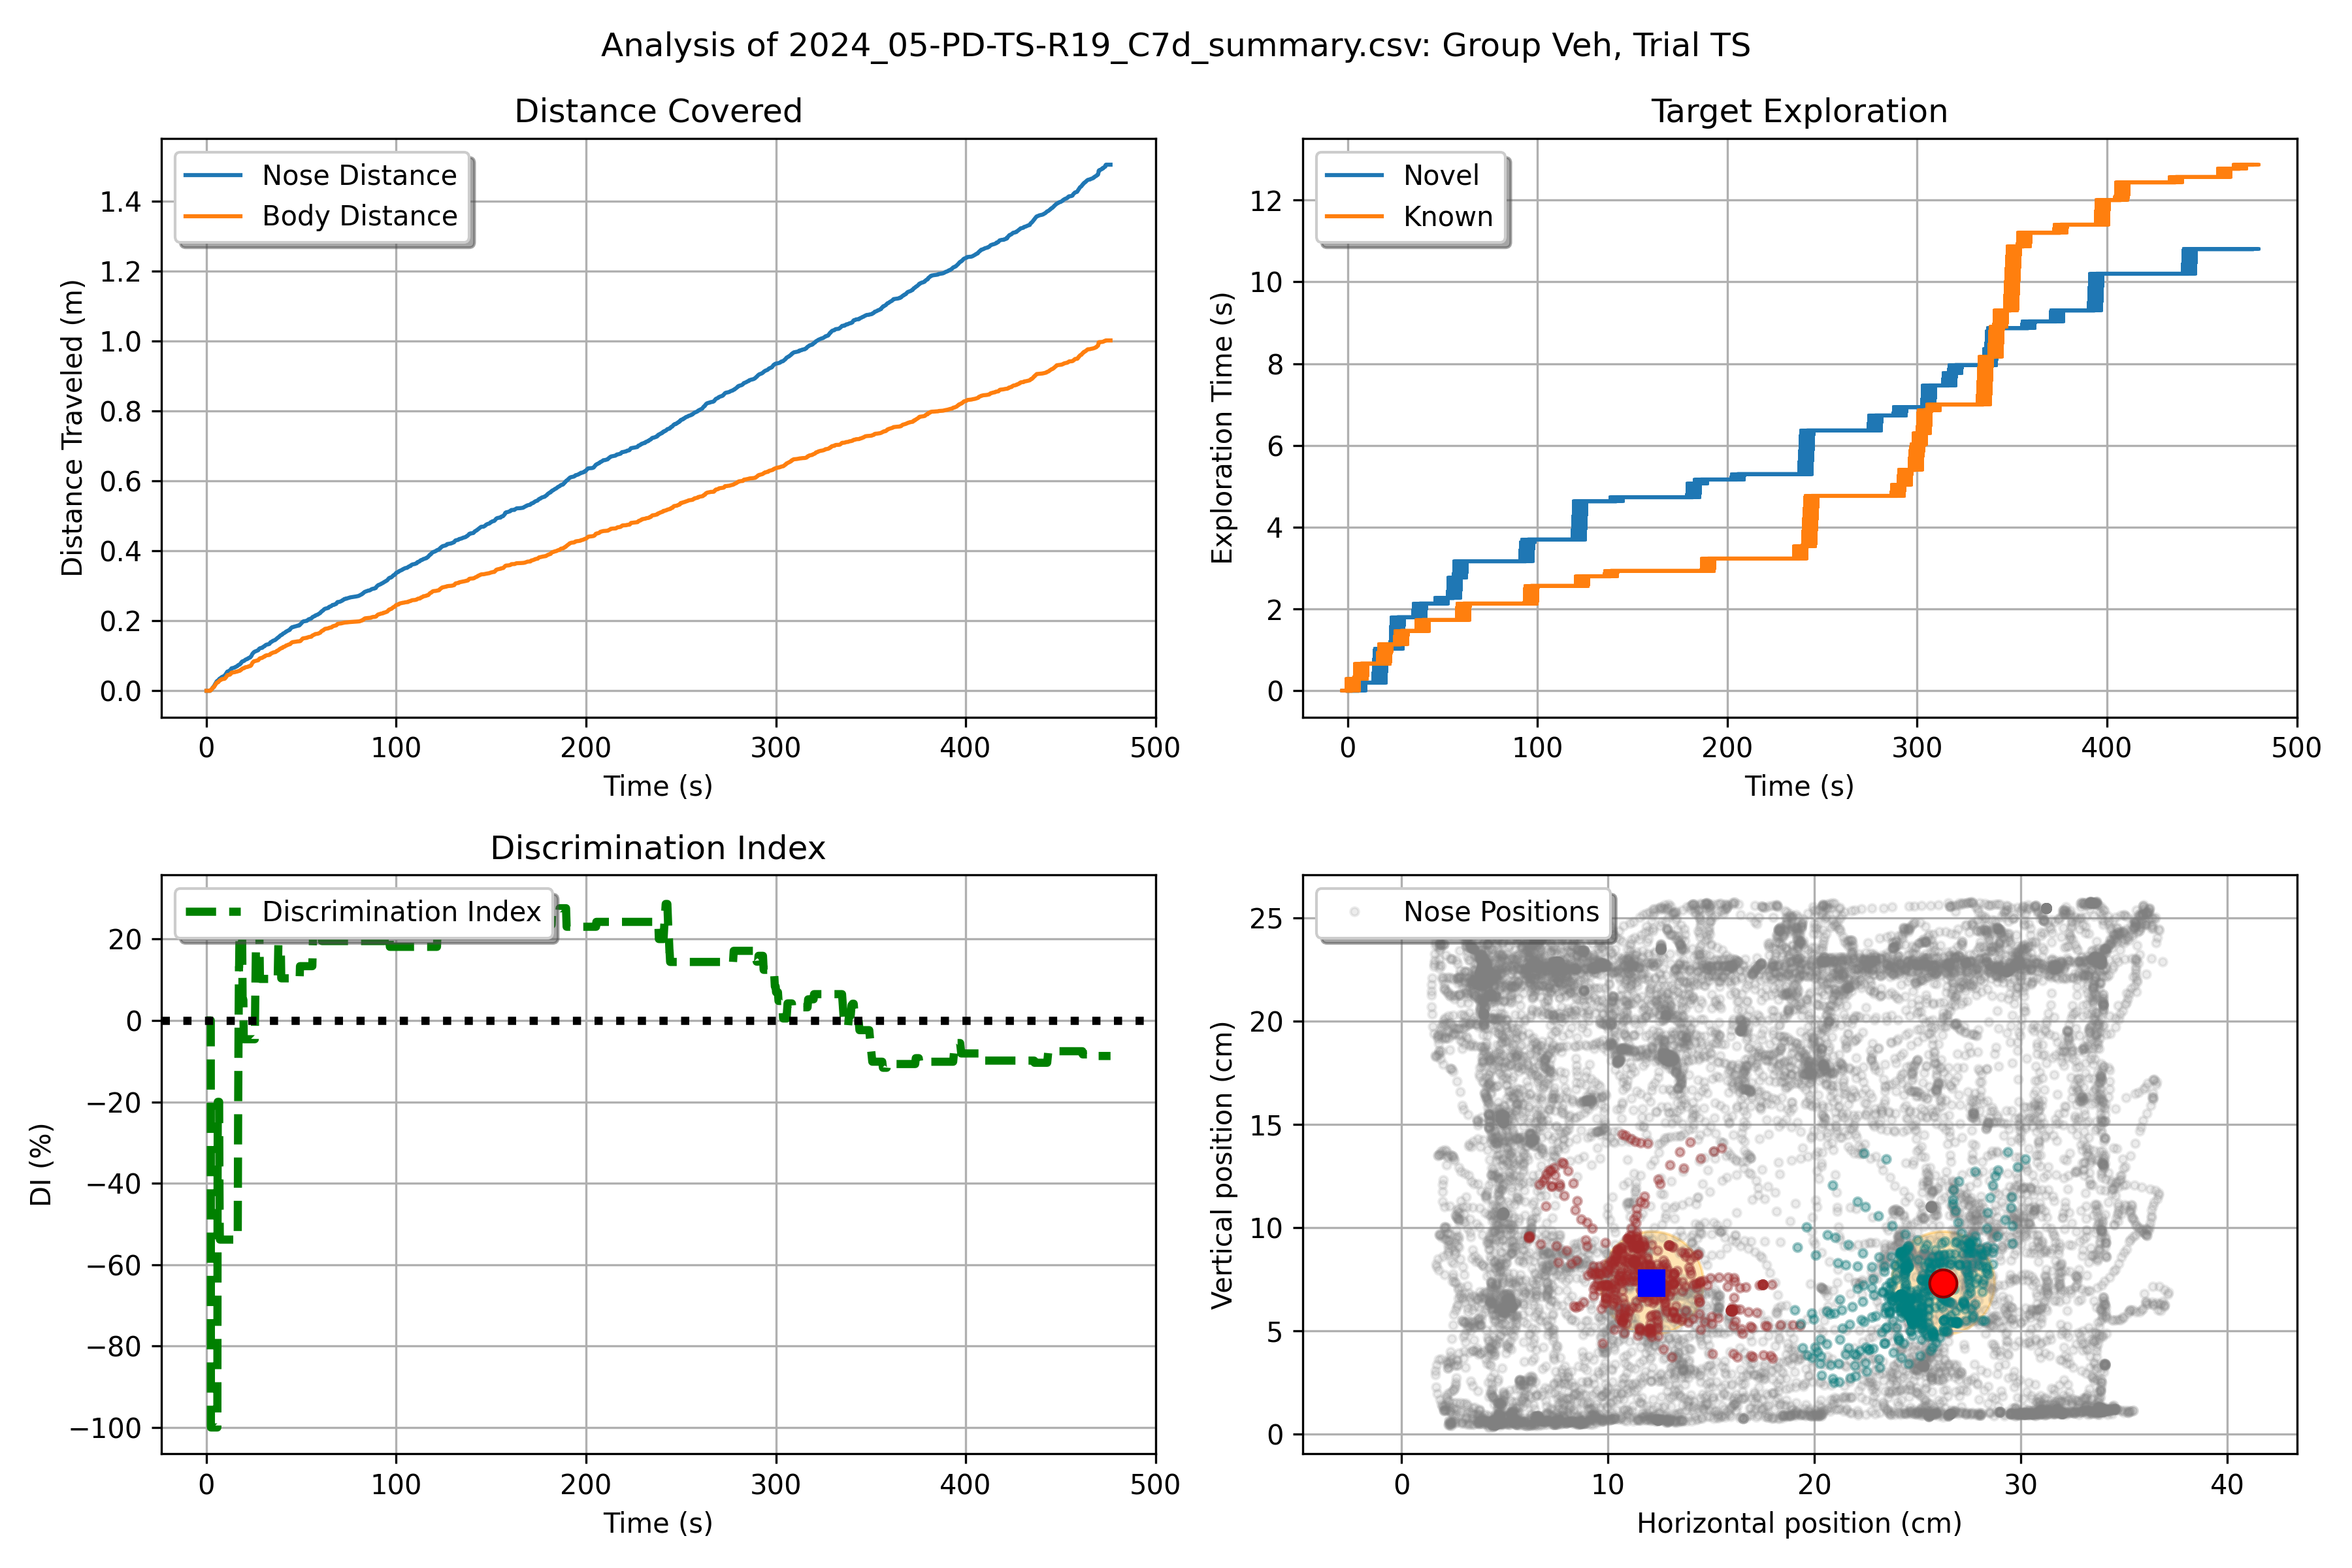 Analysis of 2024_05-PD-TS-R19_C7d_summary.csv: Group Veh, Trial TS
Distance Covered
Nose Distance
Body Distance
Distance Traveled (m)
1.4
1.2
1.0
0.8
0.6
0.4
0.2
0.0
0 100 200 300 400 500
Time (s)
Target Exploration
Novel
Known
Exploration Time (s)
12
10
8
6
4
2
0
0 100 200 300 400 500
Time (s)
Discrimination Index
Discrimination Index
DI (%)
20
0
−20
−40
−60
−80
−100
0 100 200 300 400 500
Time (s)
Nose Positions
Vertical position (cm)
25
20
15
10
5
0
0 10 20 30 40
Horizontal position (cm)